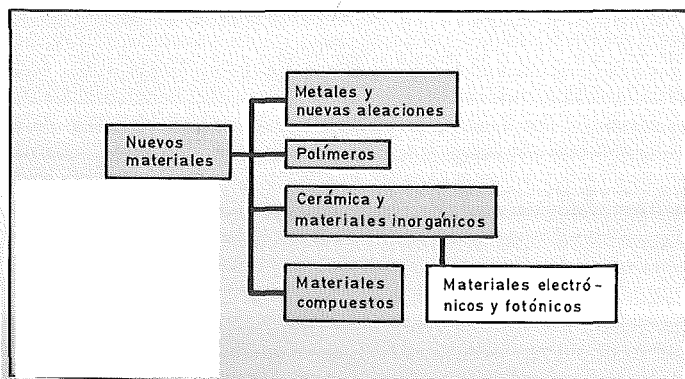 Metales y
nuevas aleaciones
Nuevos
materiales
Polímeros
Cerámica y
materiales inorgánicos
Materiales
compuestos
Materiales electró-
nicos y fotónicos